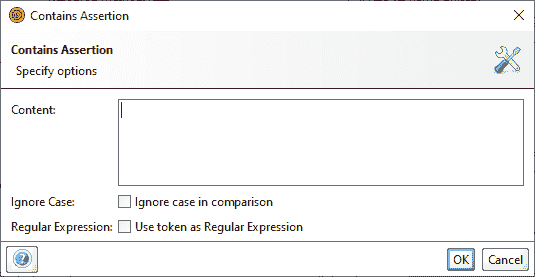 Contains Assertion
Contains Assertion
Specify options
Content:
Ignore Case: Ignore case in comparison
Regular Expression: Use token as Regular Expression
? OK Cancel